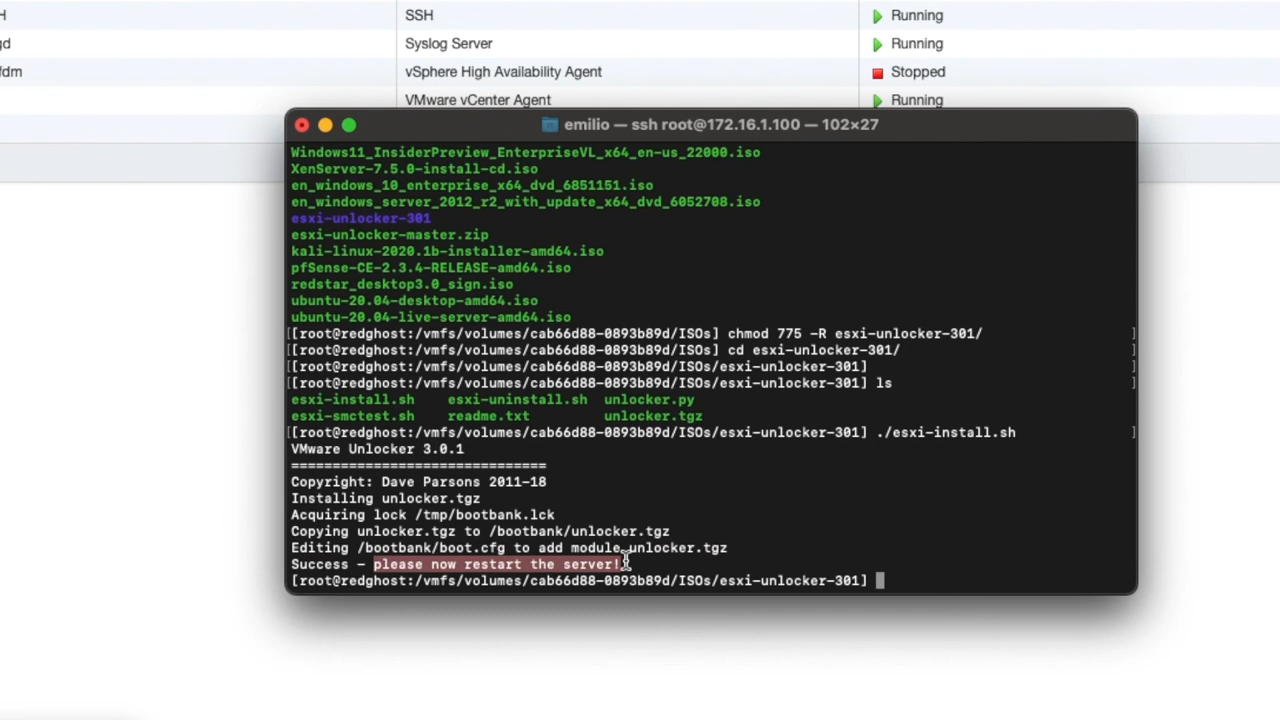 H
SSH
Running
gd
Syslog Server
Running
fdm
vSphere High Availability Agent
Stopped
VMware vCenter Agent
Running
emilio — ssh root@172.16.1.100 — 102×27
Windows11_InsiderPreview_EnterpriseVL_x64_en-us_22000.iso
XenServer-7.5.0-install-cd.iso
en_windows_10_enterprise_x64_dvd_6851151.iso
en_windows_server_2012_r2_with_update_x64_dvd_6052708.iso
esxi-unlocker-301
esxi-unlocker-master.zip
kali-linux-2020.1b-installer-amd64.iso
pfSense-CE-2.3.4-RELEASE-amd64.iso
redstar_desktop3.0_sign.iso
ubuntu-20.04-desktop-amd64.iso
ubuntu-20.04-live-server-amd64.iso
[[root@redghost:/vmfs/volumes/cab66d88-0893b89d/ISOs] chmod 775 -R esxi-unlocker-301/ ]
[[root@redghost:/vmfs/volumes/cab66d88-0893b89d/ISOs] cd esxi-unlocker-301/ ]
[[root@redghost:/vmfs/volumes/cab66d88-0893b89d/ISOs/esxi-unlocker-301] ]
[[root@redghost:/vmfs/volumes/cab66d88-0893b89d/ISOs/esxi-unlocker-301] ls ]
esxi-install.sh esxi-uninstall.sh unlocker.py
esxi-smctest.sh readme.txt unlocker.tgz
[[root@redghost:/vmfs/volumes/cab66d88-0893b89d/ISOs/esxi-unlocker-301] ./esxi-install.sh ]
VMware Unlocker 3.0.1
===============================
Copyright: Dave Parsons 2011-18
Installing unlocker.tgz
Acquiring lock /tmp/bootbank.lck
Copying unlocker.tgz to /bootbank/unlocker.tgz
Editing /bootbank/boot.cfg to add module unlocker.tgz
Success - please now restart the server!
[root@redghost:/vmfs/volumes/cab66d88-0893b89d/ISOs/esxi-unlocker-301]